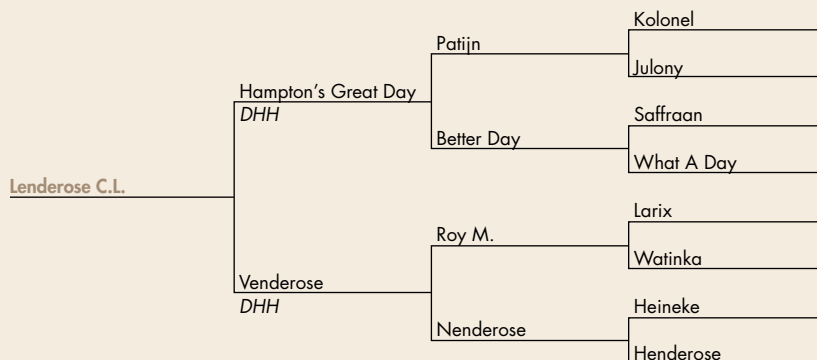 Kolonel
Patijn
Julony
Hampton's Great Day
DHH
Saffraan
Better Day
What A Day
Lenderose C.L.
Larix
Roy M.
Watinka
Venderose
DHH
Heineke
Nenderose
Henderose